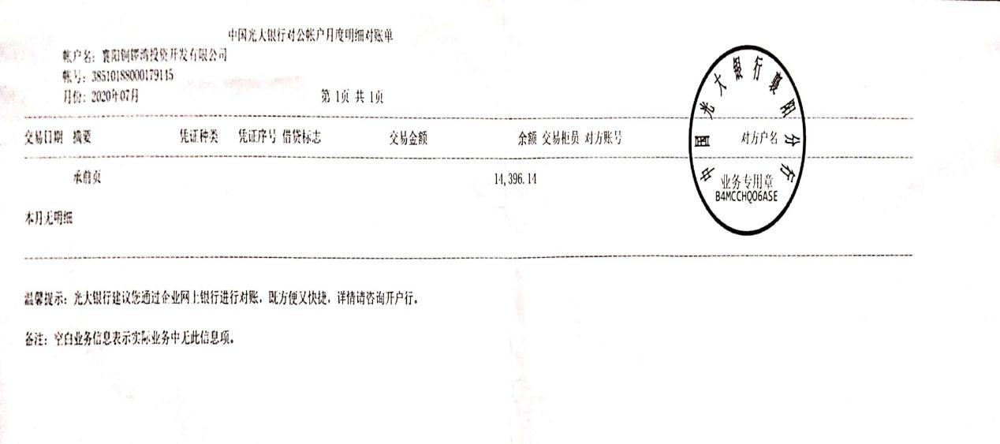 中国光大银行对公帐户月度明细对账单
帐户名：襄阳铜锣湾投资开发有限公司
帐号：38510188000179145
月份：2020年07月 第 1页 共 1页
交易日期 摘要 凭证种类 凭证序号 借贷标志 交易金额 余额 交易柜员 对方账号 对方户名
承前页 14,396.14
本月无明细
温馨提示：光大银行建议您通过企业网上银行进行对账，既方便又快捷，详情请咨询开户行。
备注：空白业务信息表示实际业务中无此信息项。
中国光大银行襄阳分行
业务专用章
B4MCCHQO6ASE